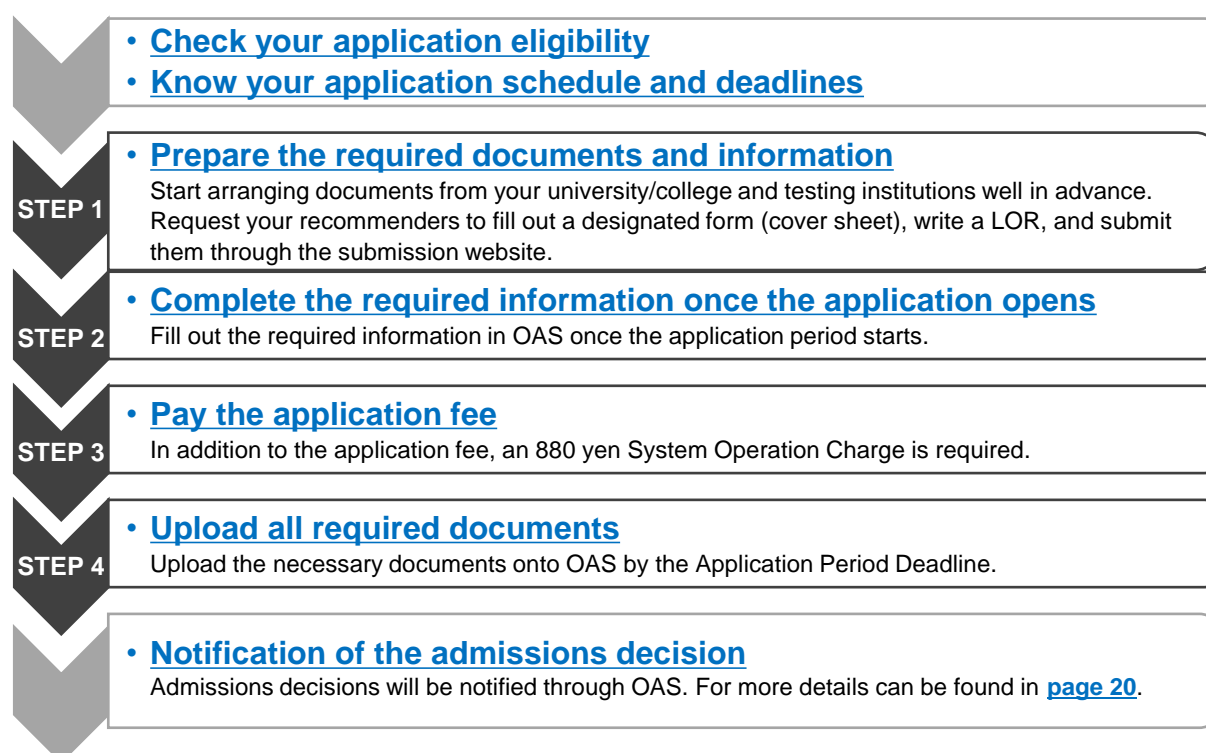 • Check your application eligibility
• Know your application schedule and deadlines
STEP 1
• Prepare the required documents and information
Start arranging documents from your university/college and testing institutions well in advance.
Request your recommenders to fill out a designated form (cover sheet), write a LOR, and submit
them through the submission website.
STEP 2
• Complete the required information once the application opens
Fill out the required information in OAS once the application period starts.
STEP 3
• Pay the application fee
In addition to the application fee, an 880 yen System Operation Charge is required.
STEP 4
• Upload all required documents
Upload the necessary documents onto OAS by the Application Period Deadline.
• Notification of the admissions decision
Admissions decisions will be notified through OAS. For more details can be found in page 20.